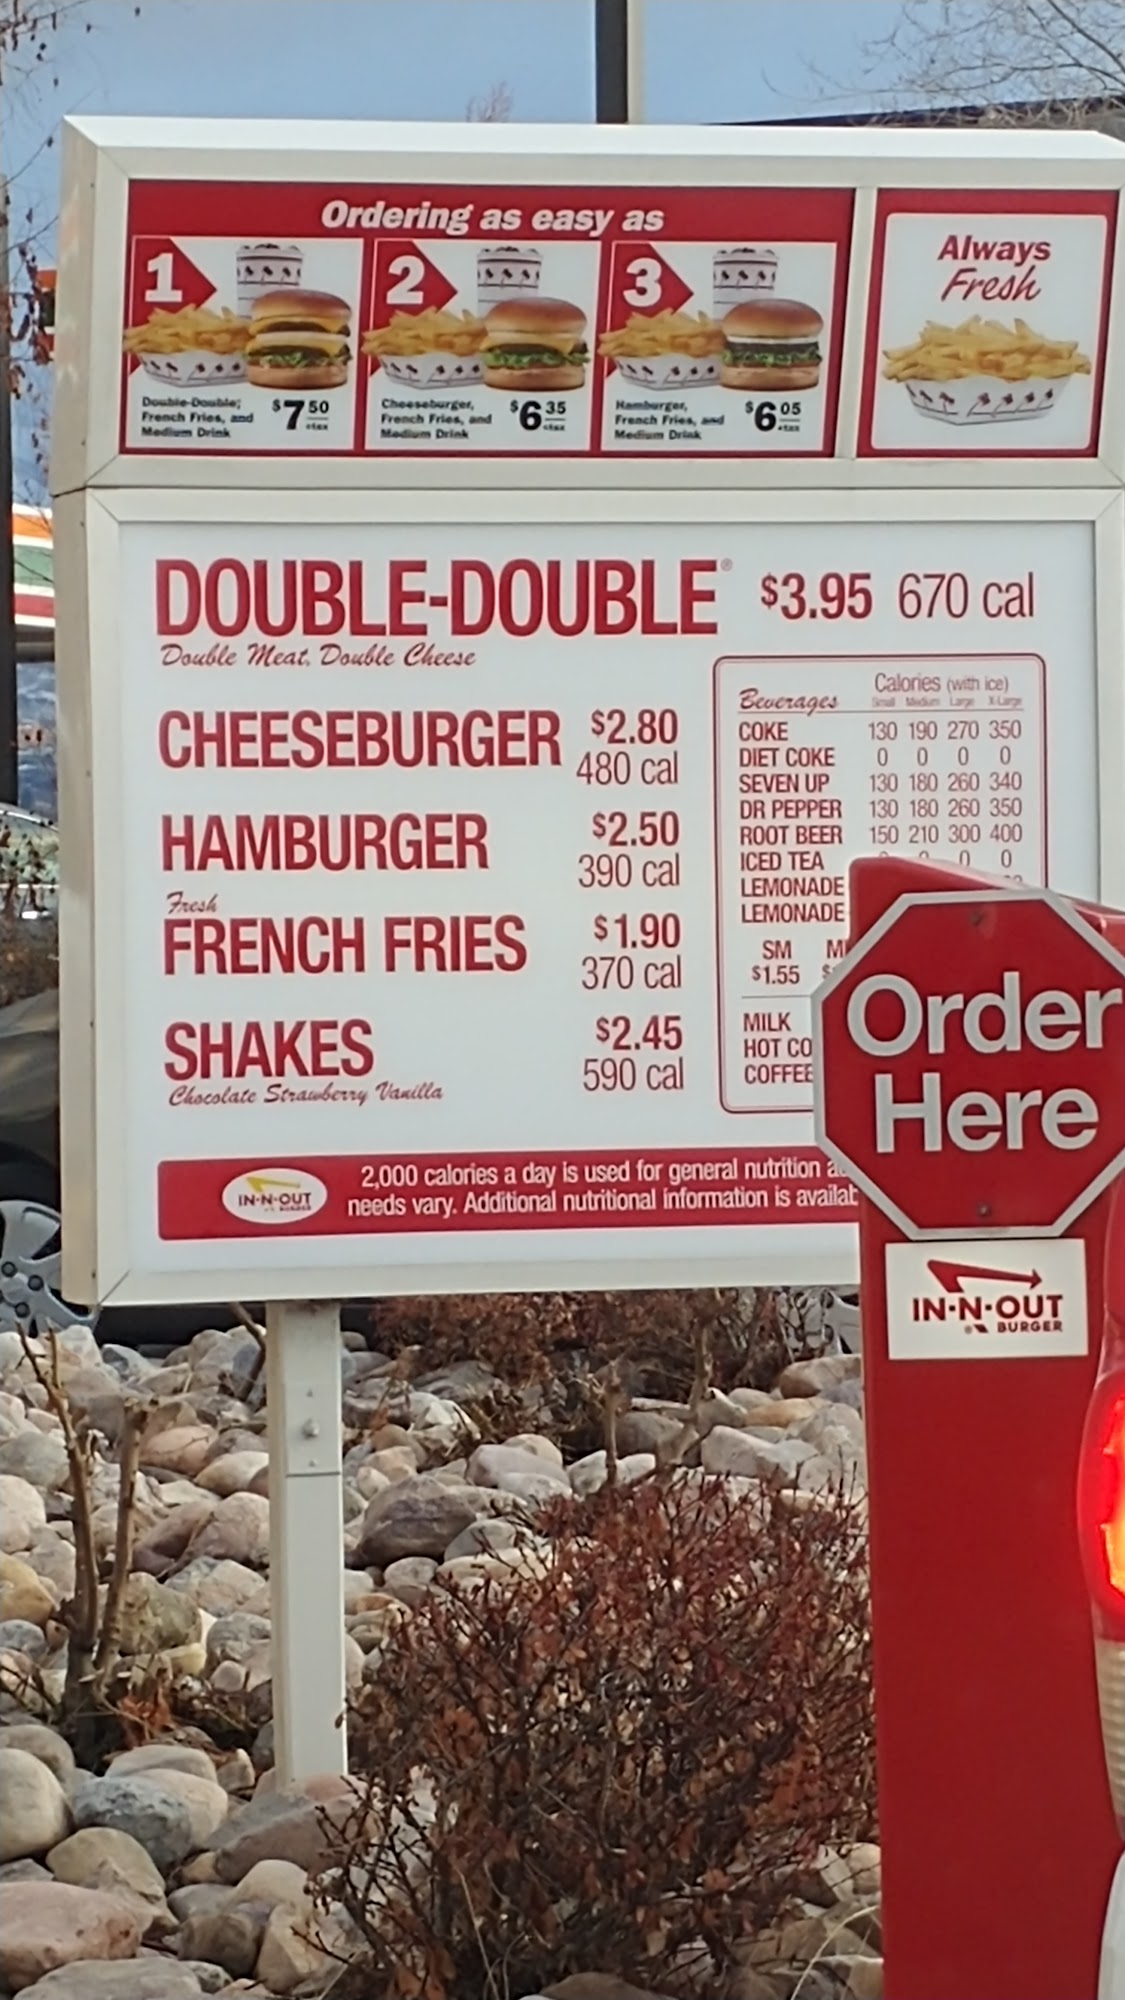 Ordering as easy as
1
Double-Double,
French Fries, and
Medium Drink
$7 50
+tax
2
Cheeseburger,
French Fries, and
Medium Drink
$6 35
+tax
3
Hamburger,
French Fries, and
Medium Drink
$6 05
+tax
Always
Fresh
DOUBLE-DOUBLE® $3.95 670 cal
Double Meat, Double Cheese
CHEESEBURGER $2.80
480 cal
HAMBURGER $2.50
390 cal
Fresh
FRENCH FRIES $1.90
370 cal
SHAKES $2.45
590 cal
Chocolate Strawberry Vanilla
Calories (with ice)
Beverages Small Medium Large X-Large
COKE 130 190 270 350
DIET COKE 0 0 0 0
SEVEN UP 130 180 260 340
DR PEPPER 130 180 260 350
ROOT BEER 150 210 300 400
ICED TEA 0 0
LEMONADE
LEMONADE
SM
$1.55
MILK
HOT CO
COFFEE
IN-N-OUT
BURGER
2,000 calories a day is used for general nutrition a
needs vary. Additional nutritional information is availab
Order
Here
IN-N-OUT
BURGER